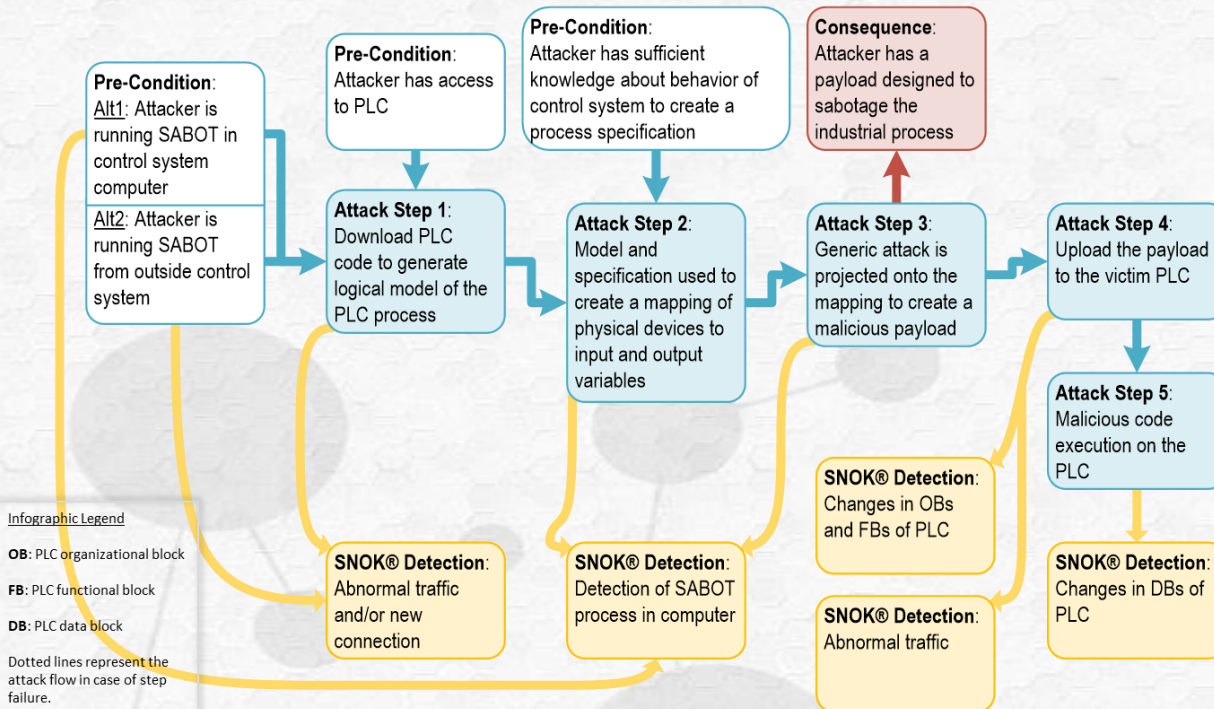 Pre-Condition:
Alt1: Attacker is
running SABOT in
control system
computer
Alt2: Attacker is
running SABOT
from outside control
system
Pre-Condition:
Attacker has access
to PLC
Pre-Condition:
Attacker has sufficient
knowledge about behavior of
control system to create a
process specification
Consequence:
Attacker has a
payload designed to
sabotage the
industrial process
Attack Step 1:
Download PLC
code to generate
logical model of the
PLC process
Attack Step 2:
Model and
specification used to
create a mapping of
physical devices to
input and output
variables
Attack Step 3:
Generic attack is
projected onto the
mapping to create a
malicious payload
Attack Step 4:
Upload the payload
to the victim PLC
Attack Step 5:
Malicious code
execution on the
PLC
SNOK® Detection:
Abnormal traffic
and/or new
connection
SNOK® Detection:
Detection of SABOT
process in computer
SNOK® Detection:
Changes in OBs
and FBs of PLC
SNOK® Detection:
Abnormal traffic
SNOK® Detection:
Changes in DBs of
PLC
Infographic Legend
OB: PLC organizational block
FB: PLC functional block
DB: PLC data block
Dotted lines represent the
attack flow in case of step
failure.